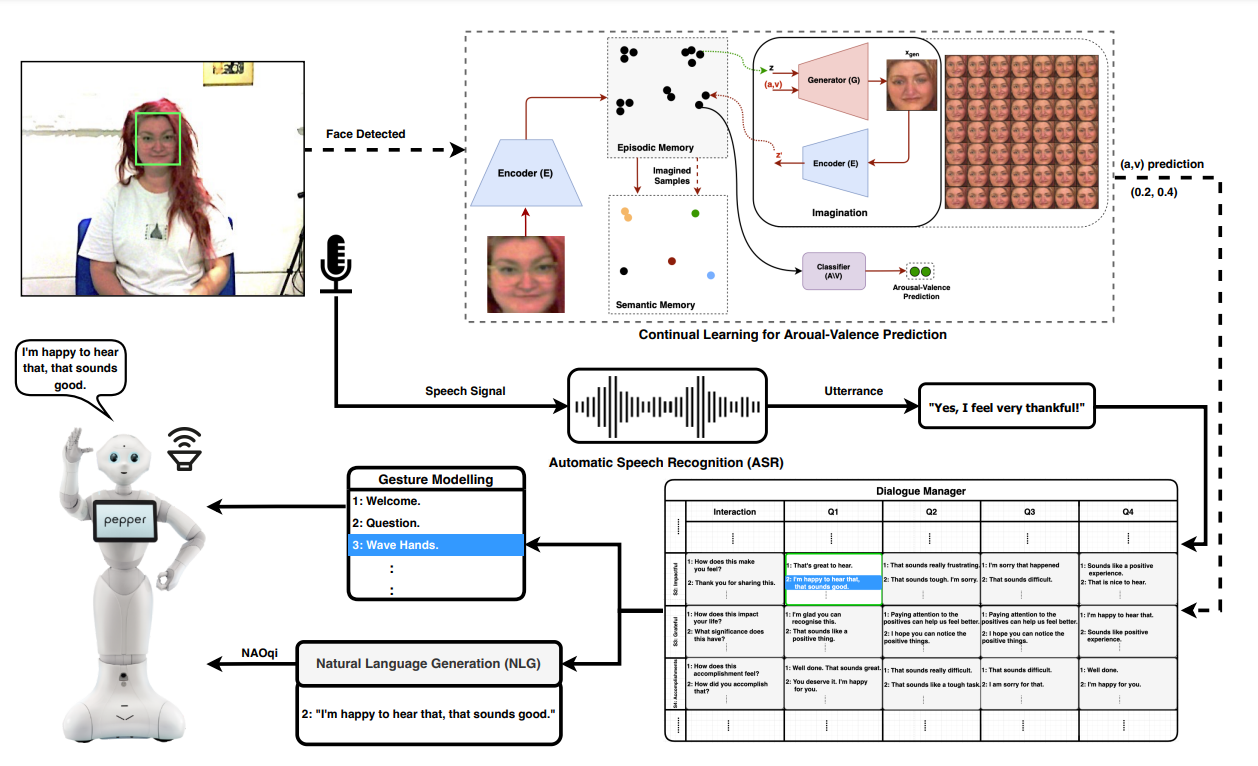 Face Detected
Encoder (E)
Episodic Memory
Imagined
Samples
Semantic Memory
z
(a,v)
Generator (G)
xgen
z'
Encoder (E)
Imagination
Classifier
(A\V)
Arousal-Valence
Prediction
(a,v) prediction
(0.2, 0.4)
Continual Learning for Aroual-Valence Prediction
I'm happy to hear
that, that sounds
good.
Speech Signal
Utterrance
"Yes, I feel very thankful!"
Automatic Speech Recognition (ASR)
pepper
Gesture Modelling
1: Welcome.
2: Question.
3: Wave Hands.
NAOqi
Natural Language Generation (NLG)
2: "I'm happy to hear that, that sounds good."
Dialogue Manager
Interaction
Q1
Q2
Q3
Q4
S2: Impactful
1: How does this make
you feel?
2: Thank you for sharing this.
1: That's great to hear.
2: I'm happy to hear that,
that sounds good.
1: That sounds really frustrating.
2: That sounds tough. I'm sorry.
1: I'm sorry that happened
2: That sounds difficult.
1: Sounds like a positive
experience.
2: That is nice to hear.
S3: Grateful
1: How does this impact
your life?
2: What significance does
this have?
1: I'm glad you can
recognise this.
2: That sounds like a
positive thing.
1: Paying attention to the
positives can help us feel better.
2: I hope you can notice the
positive things.
1: Paying attention to the
positives can help us feel better.
2: I hope you can notice the
positive things.
1: I'm happy to hear that.
2: Sounds like positive
experience.
S4: Accomplishments
1: How does this
accomplishment feel?
2: How did you accomplish
that?
1: Well done. That sounds great.
2: You deserve it. I'm happy
for you.
1: That sounds really difficult.
2: That sounds like a tough task.
1: That sounds difficult.
2: I am sorry for that.
1: Well done.
2: I'm happy for you.